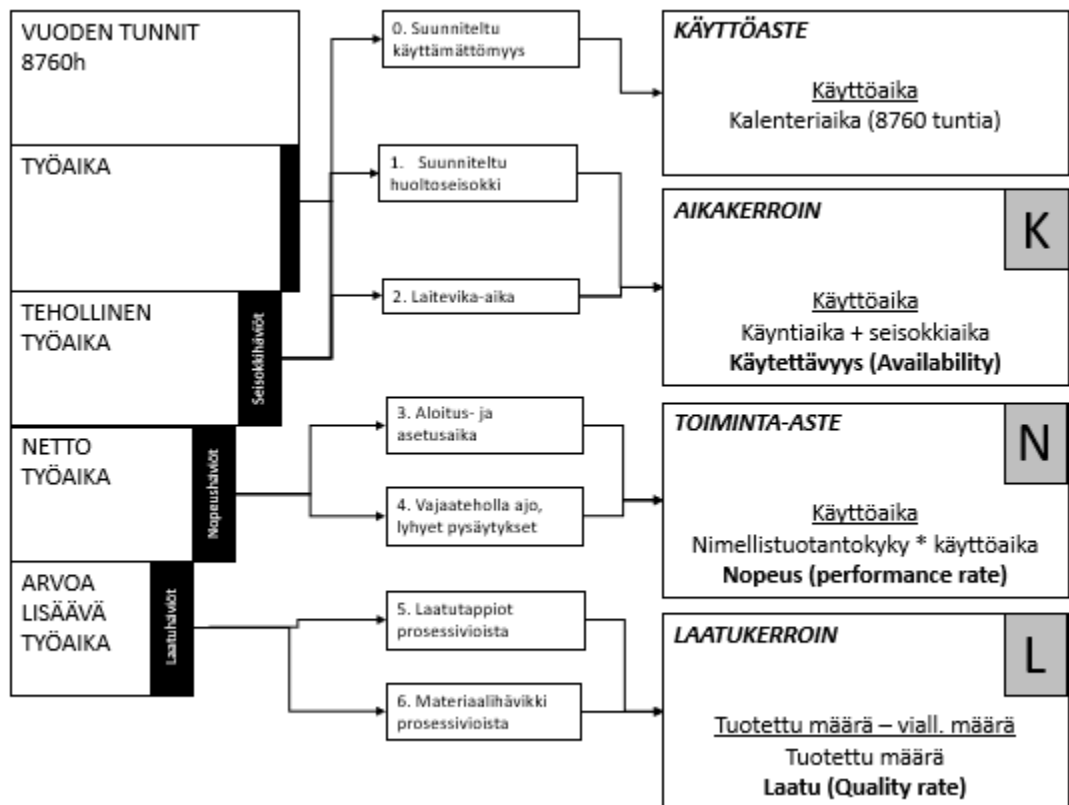 VUODEN TUNNIT
8760h
TYÖAIKA
TEHOLLINEN
TYÖAIKA
Seisokkihäviöt
NETTO
TYÖAIKA
Nopeushäviöt
ARVOA
LISÄÄVÄ
TYÖAIKA
Laatuhäviöt
0. Suunniteltu
käyttämättömyys
1. Suunniteltu
huoltoseisokki
2. Laitevika-aika
3. Aloitus- ja
asetusaika
4. Vajaateholla ajo,
lyhyet pysäytykset
5. Laatutappiot
prosessivioista
6. Materiaalihävikki
prosessivioista
KÄYTTÖASTE
Käyttöaika
Kalenteriaika (8760 tuntia)
AIKAKERROIN
K
Käyttöaika
Käyntiaika + seisokkiaika
Käytettävyys (Availability)
TOIMINTA-ASTE
N
Käyttöaika
Nimellistuotantokyky * käyttöaika
Nopeus (performance rate)
LAATUKERROIN
L
Tuotettu määrä – viall. määrä
Tuotettu määrä
Laatu (Quality rate)